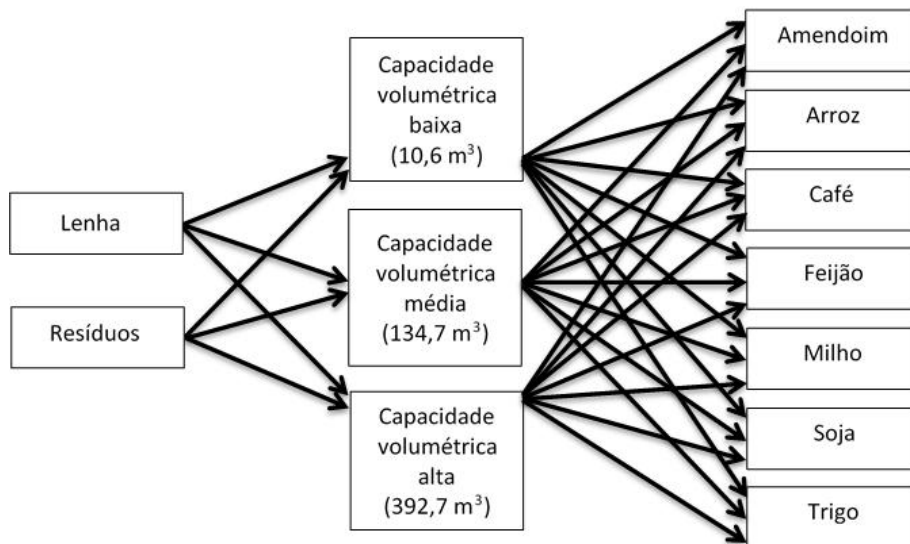 Lenha
Resíduos
Capacidade
volumétrica
baixa
(10,6 m³)
Capacidade
volumétrica
média
(134,7 m³)
Capacidade
volumétrica
alta
(392,7 m³)
Amendoim
Arroz
Café
Feijão
Milho
Soja
Trigo